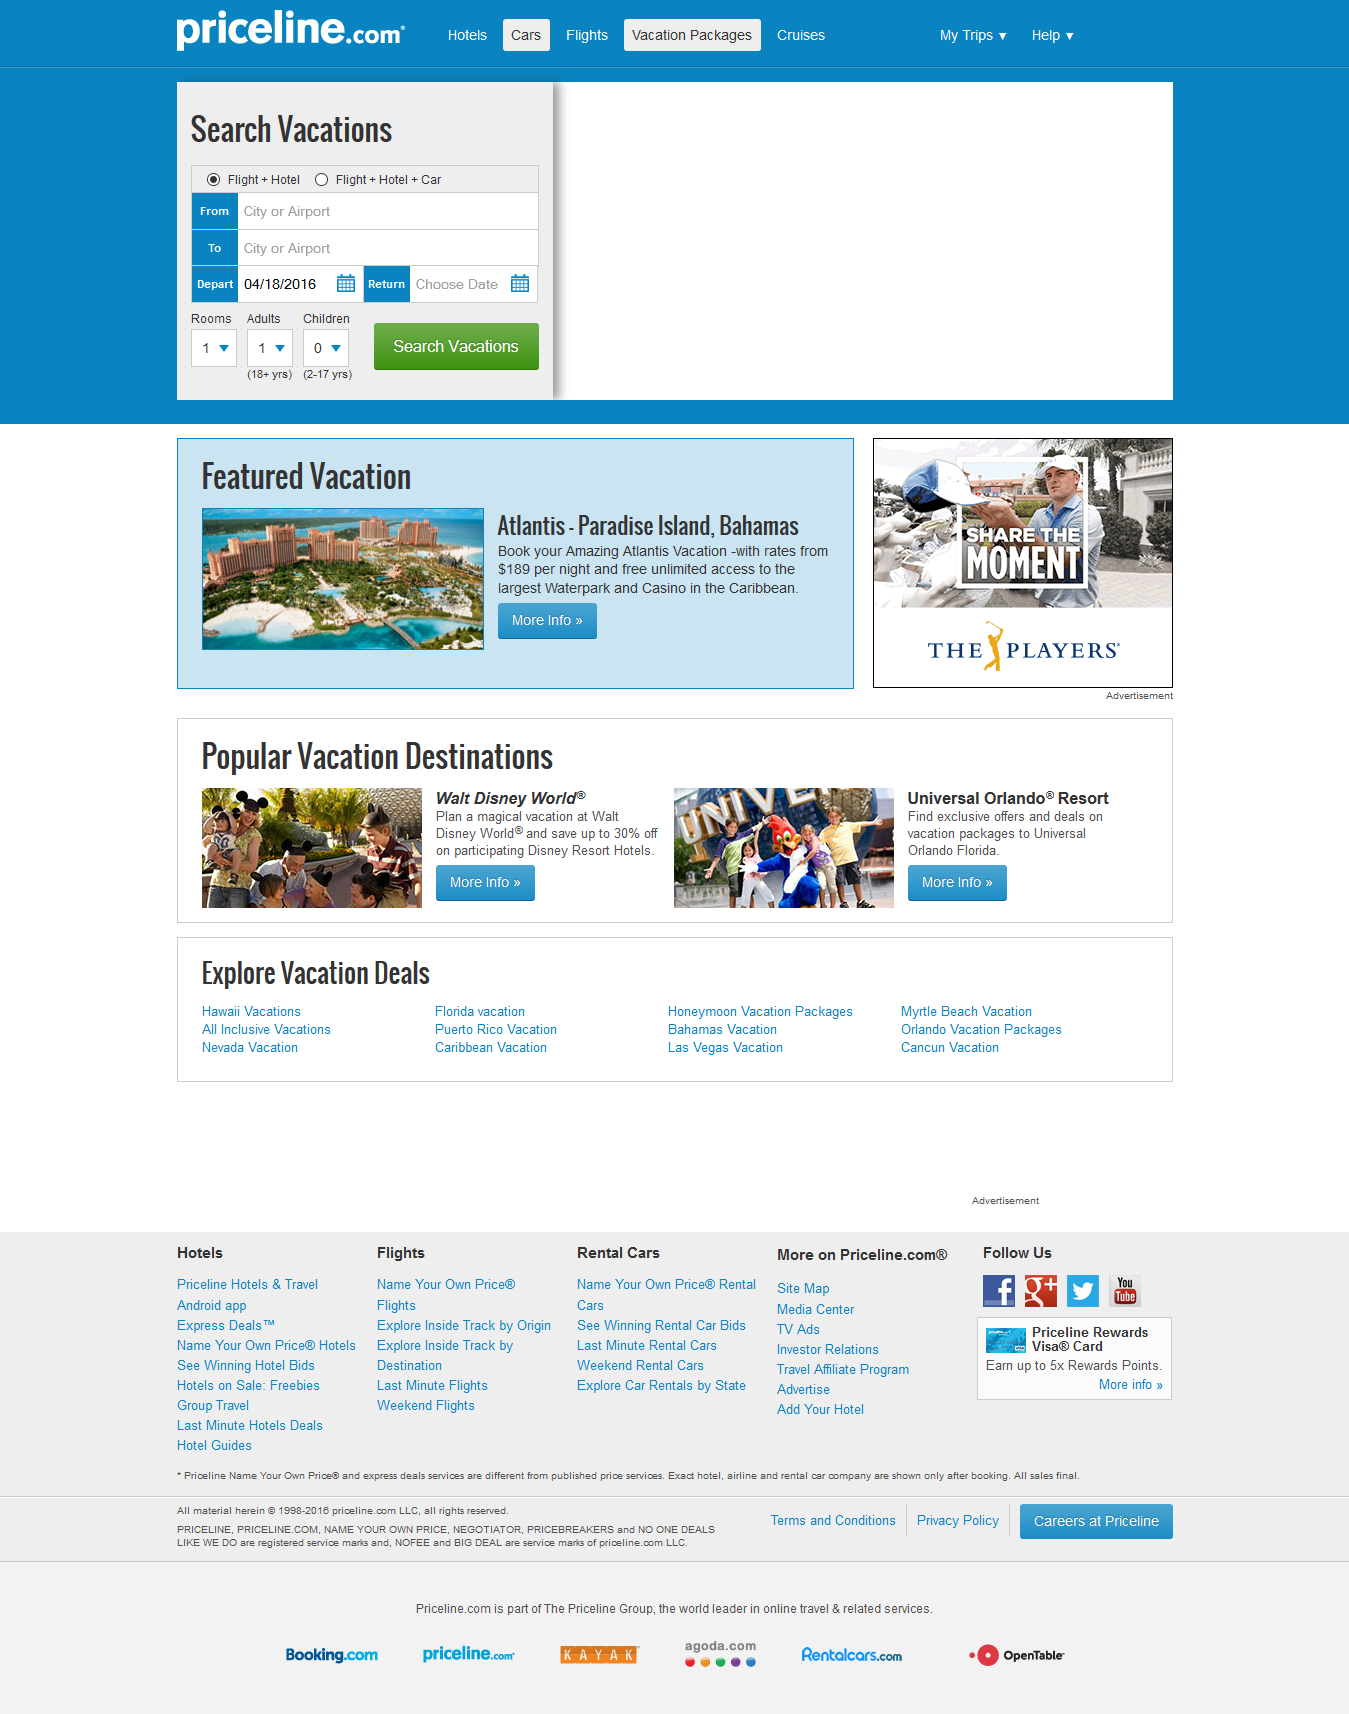 priceline.com®
Hotels Cars Flights Vacation Packages Cruises My Trips ▼ Help ▼
Search Vacations
Flight + Hotel Flight + Hotel + Car
From City or Airport
To City or Airport
Depart 04/18/2016 Return Choose Date
Rooms Adults Children
1 1 0
(18+ yrs) (2-17 yrs)
Search Vacations
Featured Vacation
Atlantis - Paradise Island, Bahamas
Book your Amazing Atlantis Vacation -with rates from
$189 per night and free unlimited access to the
largest Waterpark and Casino in the Caribbean.
More Info »
SHARE THE
MOMENT
THE PLAYERS®
Advertisement
Popular Vacation Destinations
Walt Disney World®
Plan a magical vacation at Walt
Disney World® and save up to 30% off
on participating Disney Resort Hotels.
More Info »
UNIVE
Universal Orlando® Resort
Find exclusive offers and deals on
vacation packages to Universal
Orlando Florida.
More Info »
Explore Vacation Deals
Hawaii Vacations Florida vacation Honeymoon Vacation Packages Myrtle Beach Vacation
All Inclusive Vacations Puerto Rico Vacation Bahamas Vacation Orlando Vacation Packages
Nevada Vacation Caribbean Vacation Las Vegas Vacation Cancun Vacation
Advertisement
Hotels
Priceline Hotels & Travel
Android app
Express Deals™
Name Your Own Price® Hotels
See Winning Hotel Bids
Hotels on Sale: Freebies
Group Travel
Last Minute Hotels Deals
Hotel Guides
Flights
Name Your Own Price®
Flights
Explore Inside Track by Origin
Explore Inside Track by
Destination
Last Minute Flights
Weekend Flights
Rental Cars
Name Your Own Price® Rental
Cars
See Winning Rental Car Bids
Last Minute Rental Cars
Weekend Rental Cars
Explore Car Rentals by State
More on Priceline.com®
Site Map
Media Center
TV Ads
Investor Relations
Travel Affiliate Program
Advertise
Add Your Hotel
Follow Us
f g+ You
Tube
Priceline Rewards
Visa® Card
Earn up to 5x Rewards Points.
More info »
* Priceline Name Your Own Price® and express deals services are different from published price services. Exact hotel, airline and rental car company are shown only after booking. All sales final.
All material herein © 1998-2016 priceline.com LLC, all rights reserved.
PRICELINE, PRICELINE.COM, NAME YOUR OWN PRICE, NEGOTIATOR, PRICEBREAKERS and NO ONE DEALS
LIKE WE DO are registered service marks and, NOFEE and BIG DEAL are service marks of priceline.com LLC.
Terms and Conditions Privacy Policy Careers at Priceline
Priceline.com is part of The Priceline Group, the world leader in online travel & related services.
Booking.com priceline.com® KAYAK agoda.com Rentalcars.com OpenTable